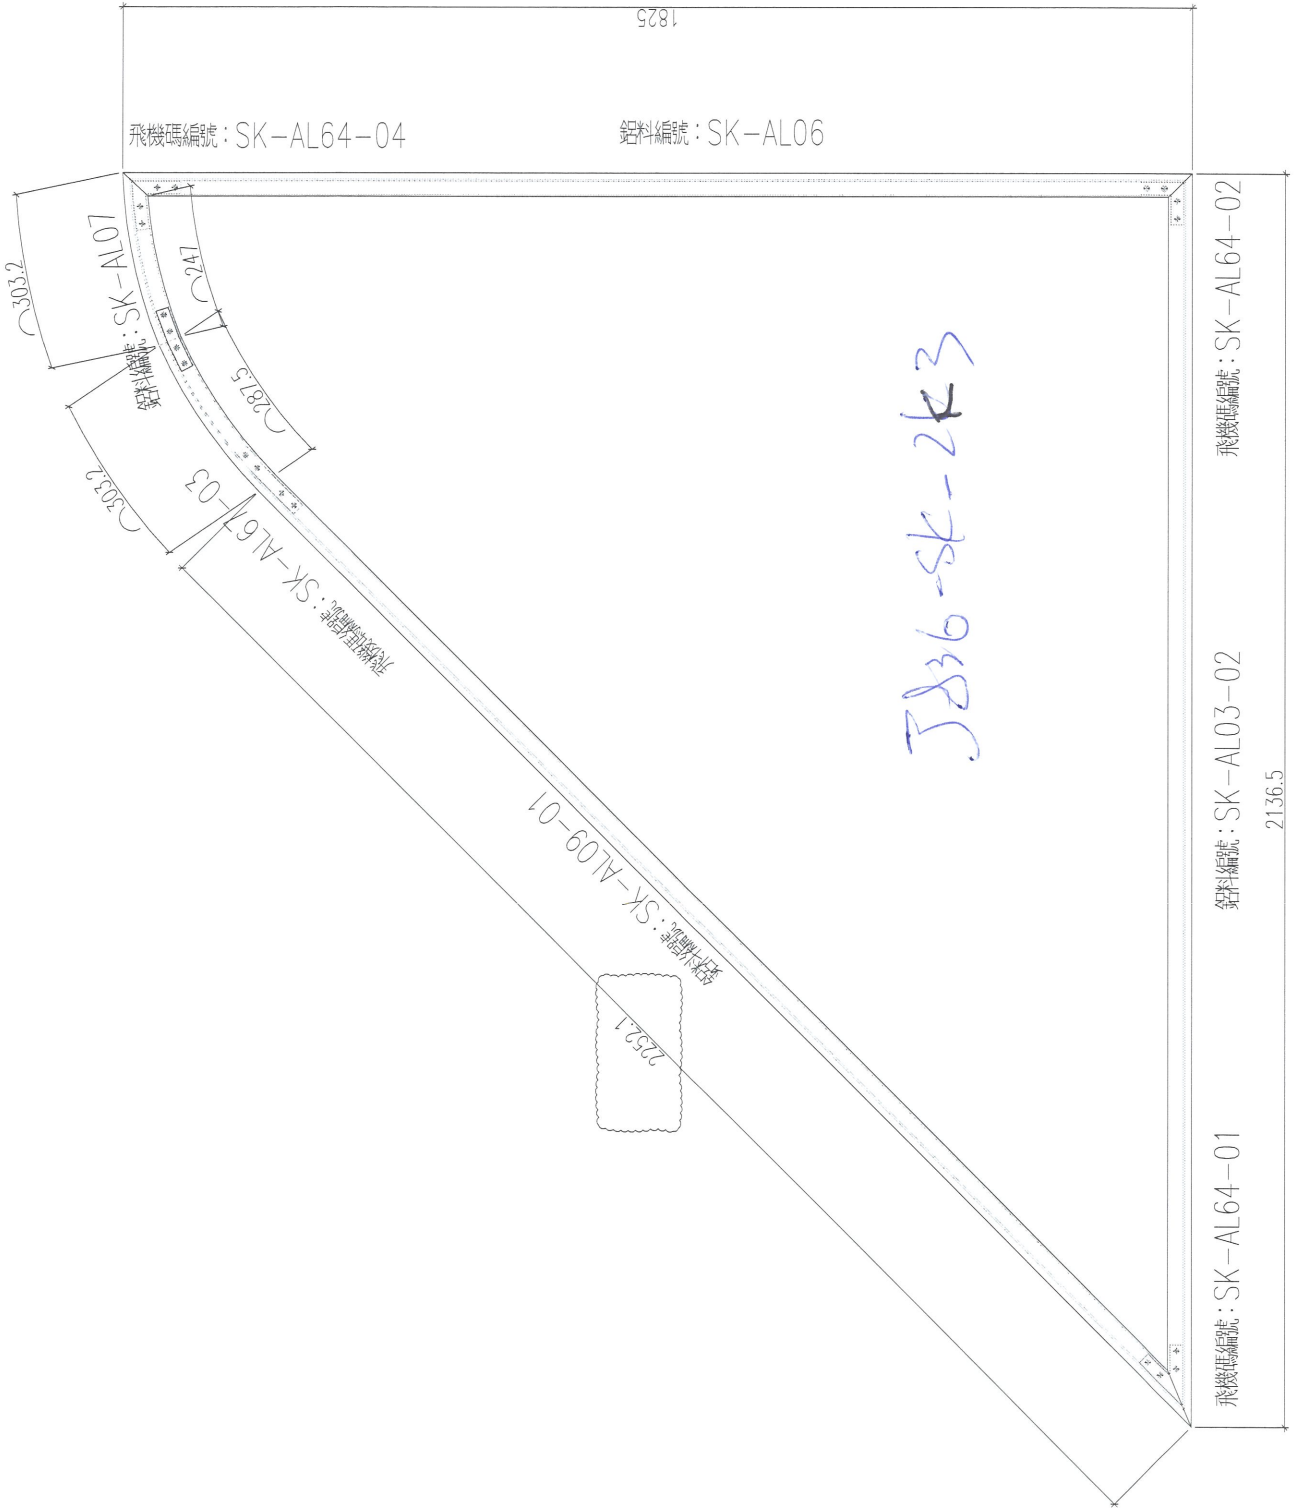 1825
飛機碼編號：SK-AL64-04
鋁料編號：SK-AL06
303.2
鋁料編號：SK-AL07
247
287.5
303.2
飛機碼編號：SK-AL67-03
鋁料編號：SK-AL09-01
2252.1
J836-SK-2K3
飛機碼編號：SK-AL64-01
鋁料編號：SK-AL03-02
飛機碼編號：SK-AL64-02
2136.5